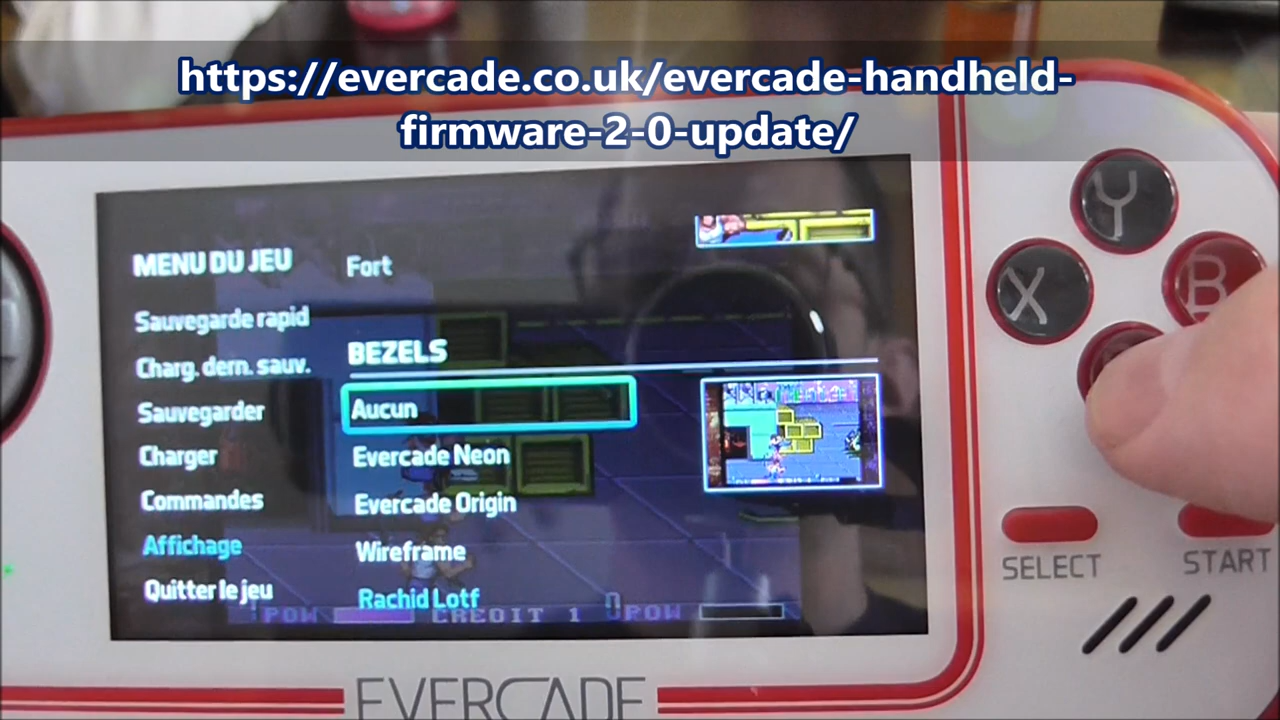 https://evercade.co.uk/evercade-handheld-
firmware-2-0-update/
MENU DU JEU
Sauvegarde rapid
Charg. dern. sauv.
Sauvegarder
Charger
Commandes
Affichage
Quitter le jeu
Fort
BEZELS
Aucun
Evercade Neon
Evercade Origin
Wireframe
Rachid Lotf
POW
CREDIT 1
POW
Y
X
B
SELECT
START
EVERCADE